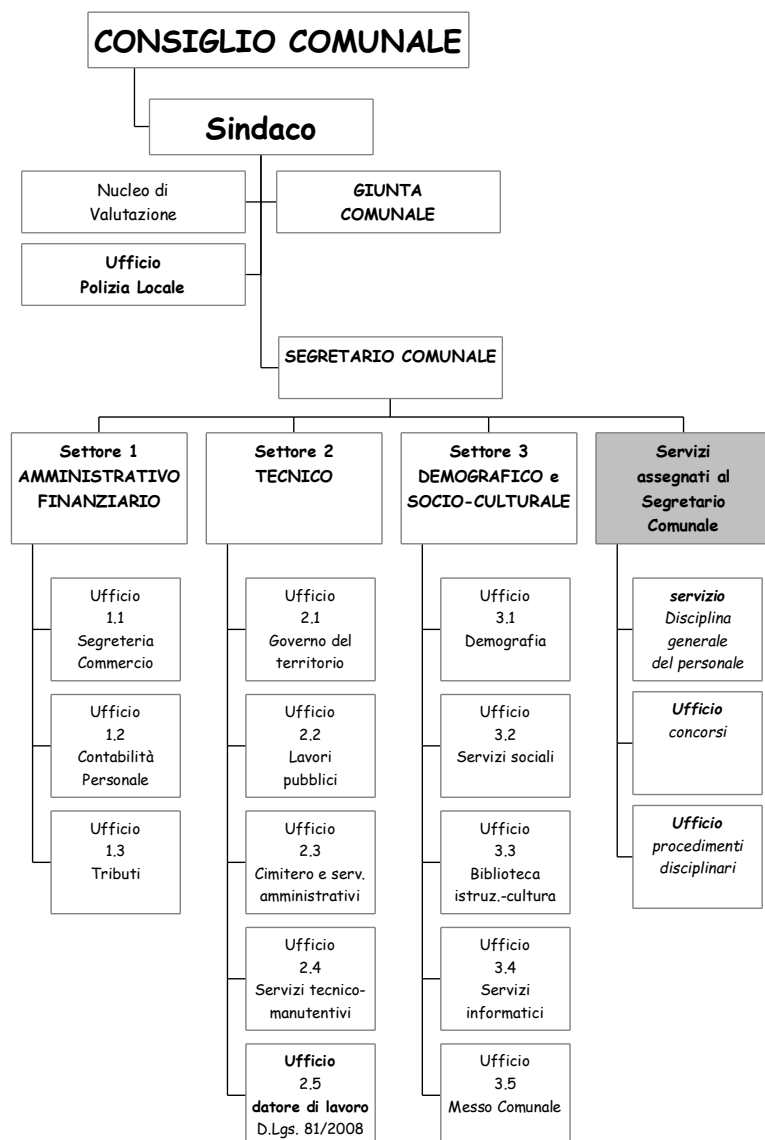 CONSIGLIO COMUNALE
Sindaco
Nucleo di
Valutazione
GIUNTA
COMUNALE
Ufficio
Polizia Locale
SEGRETARIO COMUNALE
Settore 1
AMMINISTRATIVO
FINANZIARIO
Settore 2
TECNICO
Settore 3
DEMOGRAFICO e
SOCIO-CULTURALE
Servizi
assegnati al
Segretario
Comunale
Ufficio
1.1
Segreteria
Commercio
Ufficio
1.2
Contabilità
Personale
Ufficio
1.3
Tributi
Ufficio
2.1
Governo del
territorio
Ufficio
2.2
Lavori
pubblici
Ufficio
2.3
Cimitero e serv.
amministrativi
Ufficio
2.4
Servizi tecnico-
manutentivi
Ufficio
2.5
datore di lavoro
D.Lgs. 81/2008
Ufficio
3.1
Demografia
Ufficio
3.2
Servizi sociali
Ufficio
3.3
Biblioteca
istruz.-cultura
Ufficio
3.4
Servizi
informatici
Ufficio
3.5
Messo Comunale
servizio
Disciplina
generale
del personale
Ufficio
concorsi
Ufficio
procedimenti
disciplinari